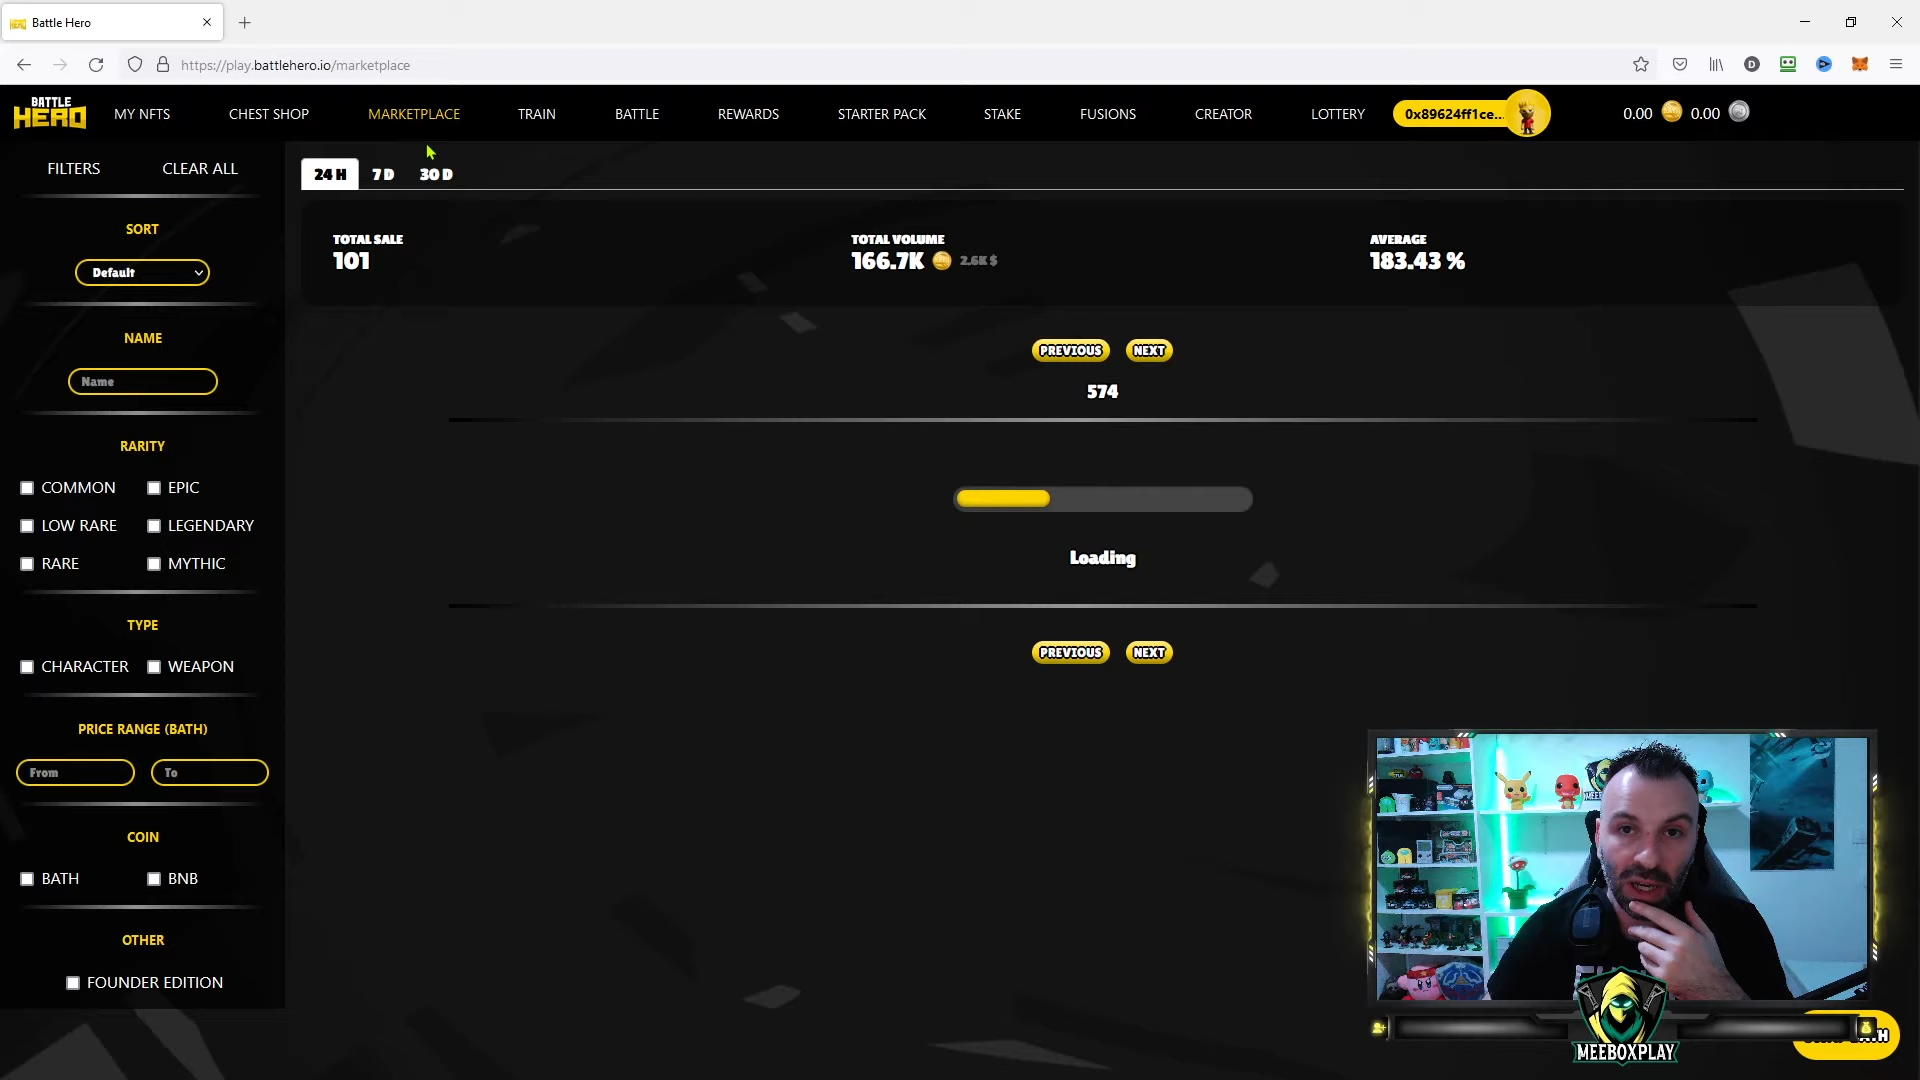 Battle Hero
https://play.battlehero.io/marketplace
BATTLE
HERO
MY NFTS
CHEST SHOP
MARKETPLACE
TRAIN
BATTLE
REWARDS
STARTER PACK
STAKE
FUSIONS
CREATOR
LOTTERY
0x89624ff1ce...
0.00
0.00
FILTERS
CLEAR ALL
24 H
7 D
30 D
SORT
Default
TOTAL SALE
101
TOTAL VOLUME
166.7K
2.6K $
AVERAGE
183.43 %
NAME
Name
PREVIOUS
NEXT
574
RARITY
COMMON
EPIC
LOW RARE
LEGENDARY
RARE
MYTHIC
Loading
TYPE
CHARACTER
WEAPON
PREVIOUS
NEXT
PRICE RANGE (BATH)
From
To
COIN
BATH
BNB
OTHER
FOUNDER EDITION
MEEBOXPLAY